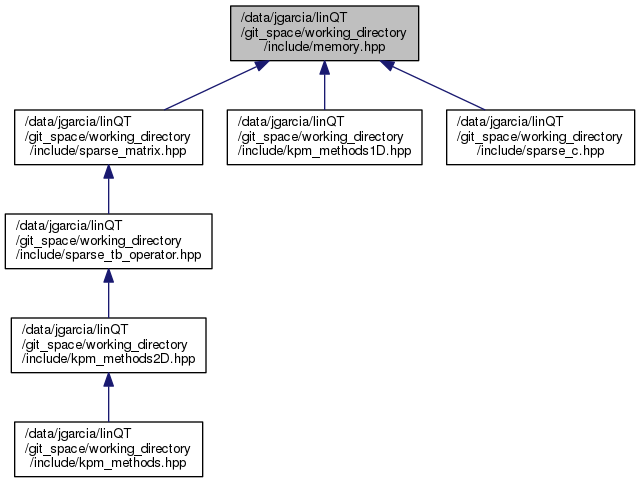 /data/jgarcia/linQT
/git_space/working_directory
/include/memory.hpp
/data/jgarcia/linQT
/git_space/working_directory
/include/sparse_matrix.hpp
/data/jgarcia/linQT
/git_space/working_directory
/include/kpm_methods1D.hpp
/data/jgarcia/linQT
/git_space/working_directory
/include/sparse_c.hpp
/data/jgarcia/linQT
/git_space/working_directory
/include/sparse_tb_operator.hpp
/data/jgarcia/linQT
/git_space/working_directory
/include/kpm_methods2D.hpp
/data/jgarcia/linQT
/git_space/working_directory
/include/kpm_methods.hpp